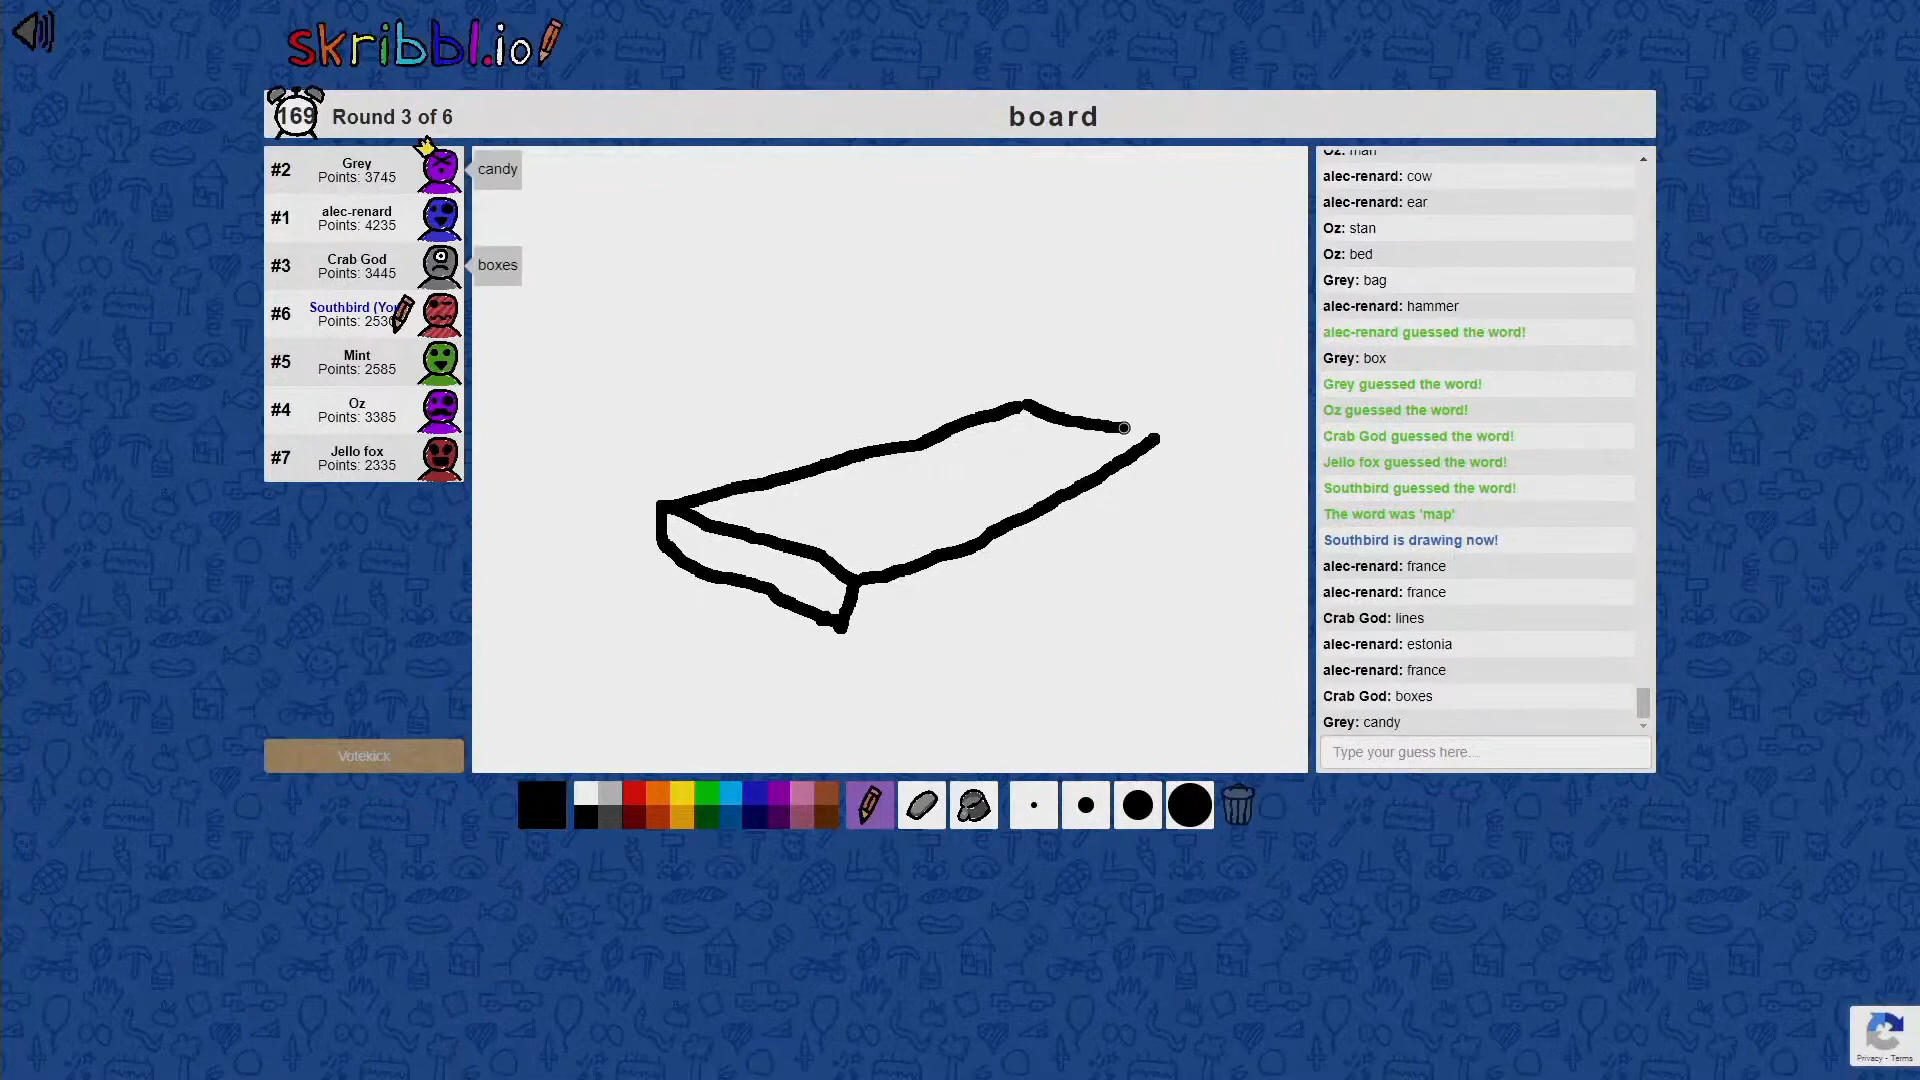 skribbl.io
169
Round 3 of 6
board
#2
Grey
Points: 3745
candy
#1
alec-renard
Points: 4235
#3
Crab God
Points: 3445
boxes
#6
Southbird
Points:
#5
Mint
Points: 2585
#4
Oz
Points: 3385
#7
Jello fox
Points: 2335
Votekick
Oz: man
alec-renard: cow
alec-renard: ear
Oz: stan
Oz: bed
Grey: bag
alec-renard: hammer
alec-renard guessed the word!
Grey: box
Grey guessed the word!
Oz guessed the word!
Crab God guessed the word!
Jello fox guessed the word!
Southbird guessed the word!
The word was 'map'
Southbird is drawing now!
alec-renard: france
alec-renard: france
Crab God: lines
alec-renard: estonia
alec-renard: france
Crab God: boxes
Grey: candy
Type your guess here...
Privacy - Terms